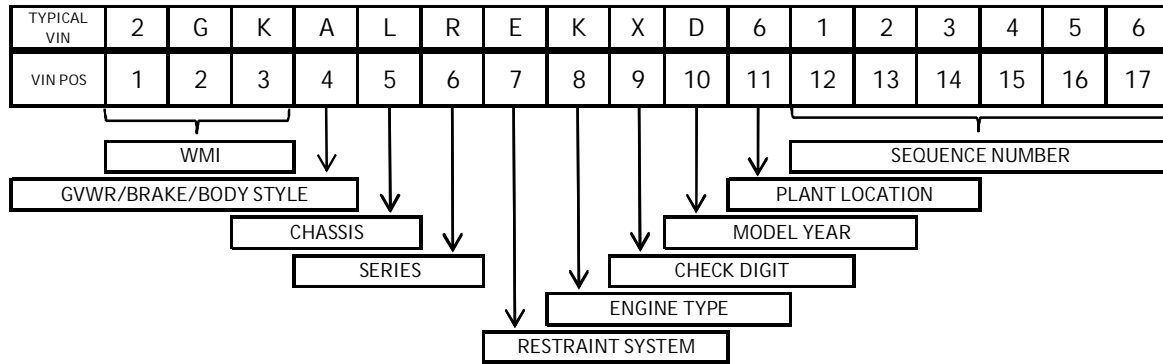 TYPICAL VIN 2 G K A L R E K X D 6 1 2 3 4 5 6
VIN POS 1 2 3 4 5 6 7 8 9 10 11 12 13 14 15 16 17
WMI SEQUENCE NUMBER
GVWR/BRAKE/BODY STYLE PLANT LOCATION
CHASSIS MODEL YEAR
SERIES CHECK DIGIT
ENGINE TYPE
RESTRAINT SYSTEM